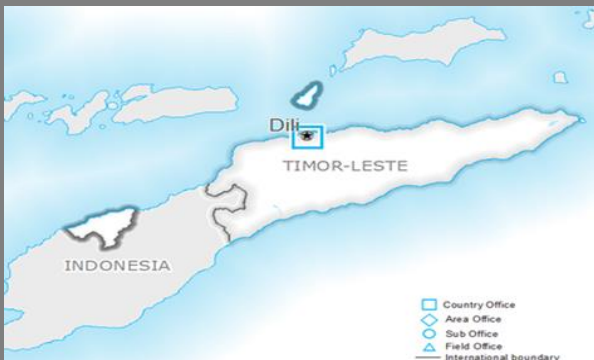 Dili
TIMOR-LESTE
INDONESIA
Country Office
Area Office
Sub Office
Field Office
International boundary